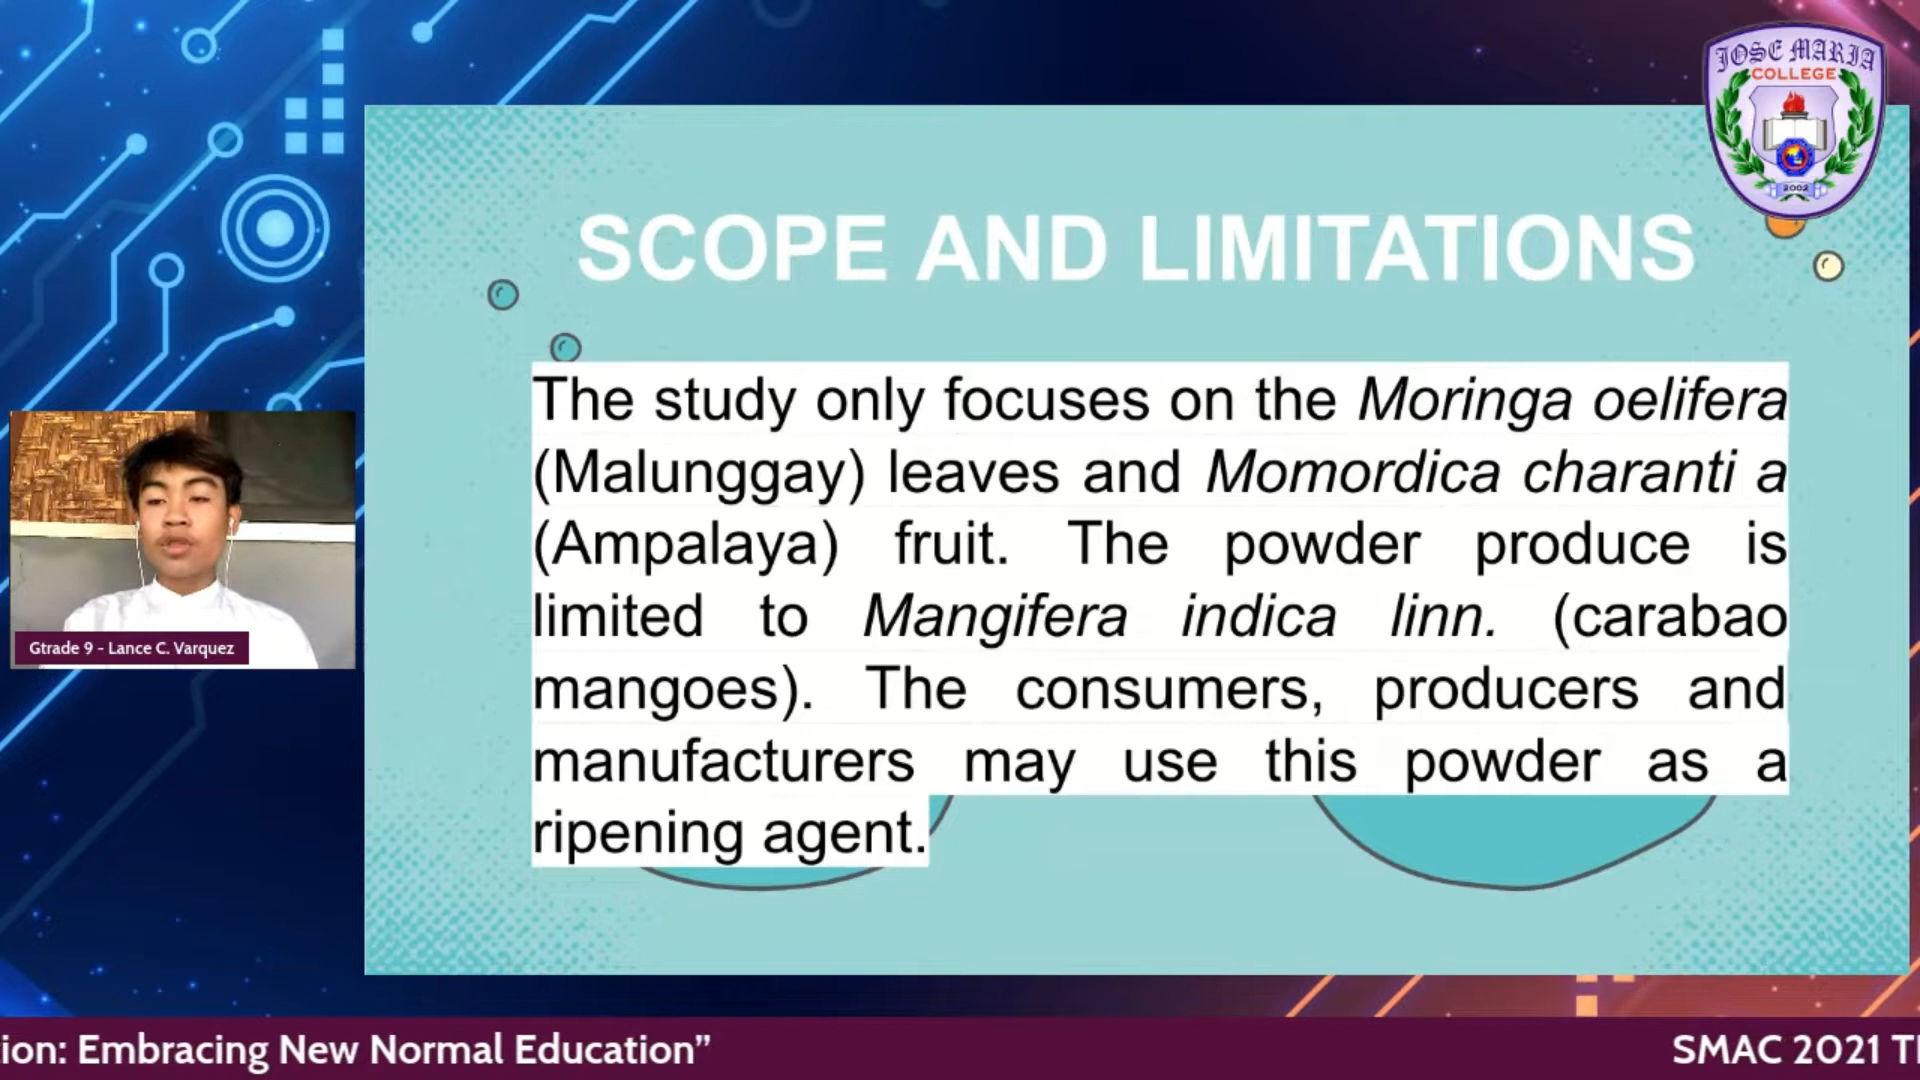 JOSE MARIA
COLLEGE
2002
SCOPE AND LIMITATIONS
The study only focuses on the Moringa oelifera
(Malunggay) leaves and Momordica charanti a
(Ampalaya) fruit. The powder produce is
limited to Mangifera indica linn. (carabao
mangoes). The consumers, producers and
manufacturers may use this powder as a
ripening agent.
Gtrade 9 - Lance C. Varquez
ion: Embracing New Normal Education”
SMAC 2021 T